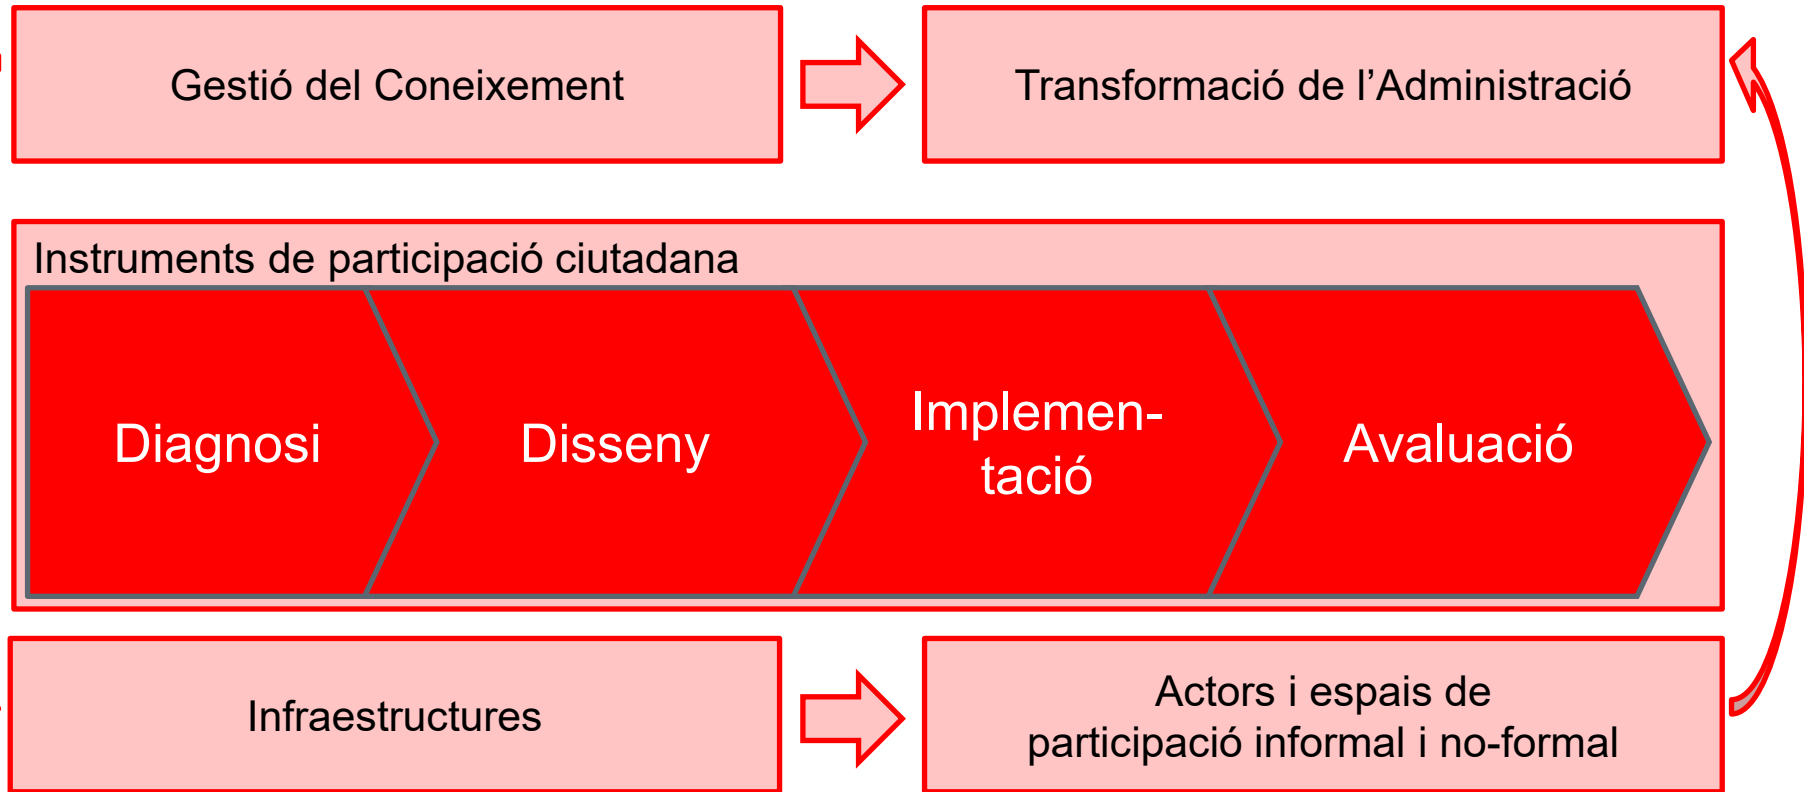 Gestió del Coneixement
Transformació de l’Administració
Instruments de participació ciutadana
Diagnosi
Disseny
Implemen-
tació
Avaluació
Infraestructures
Actors i espais de
participació informal i no-formal